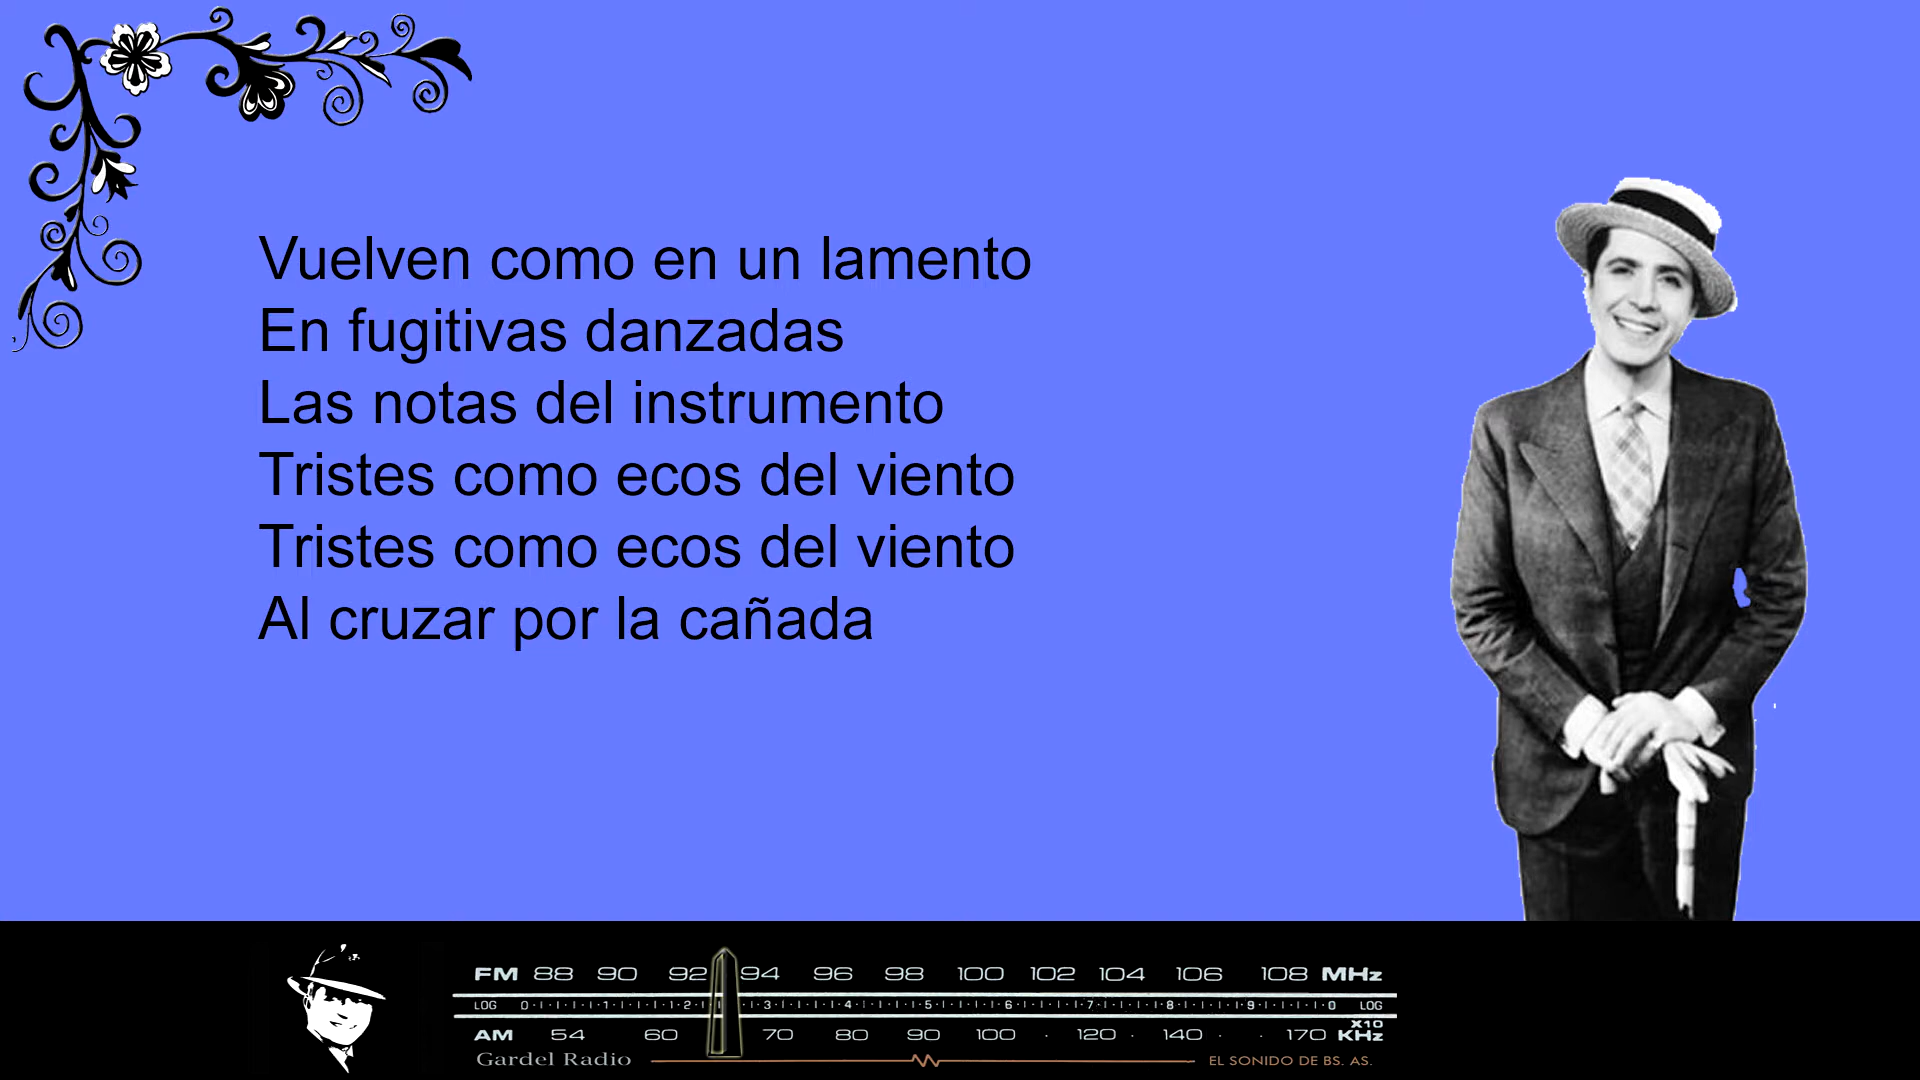 Vuelven como en un lamento
En fugitivas danzadas
Las notas del instrumento
Tristes como ecos del viento
Tristes como ecos del viento
Al cruzar por la cañada
FM 88 90 92 94 96 98 100 102 104 106 108 MHz
LOG 0 1 2 3 4 5 6 7 8 9 0 LOG
AM 54 60 70 80 90 100 · 120 · 140 · · 170 X10 KHz
Gardel Radio EL SONIDO DE BS. AS.